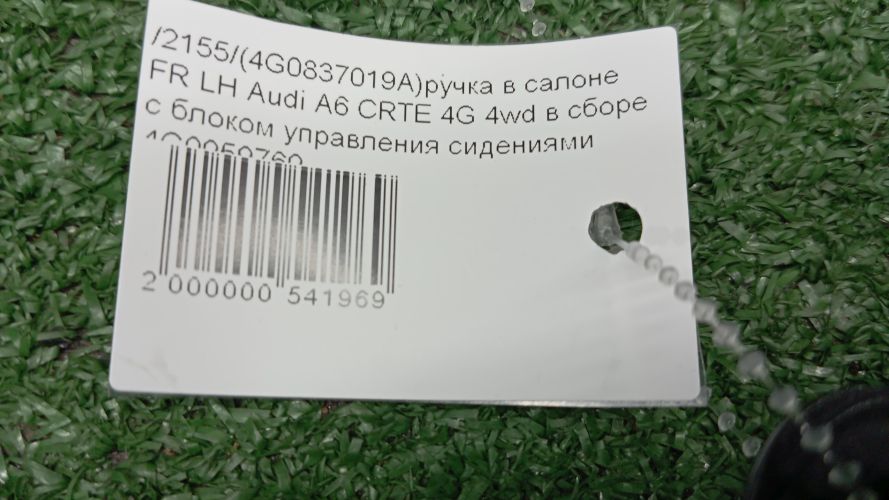 /2155/(4G0837019A)ручка в салоне
FR LH Audi A6 CRTE 4G 4wd в сборе
с блоком управления сидениями
2 000000 541969